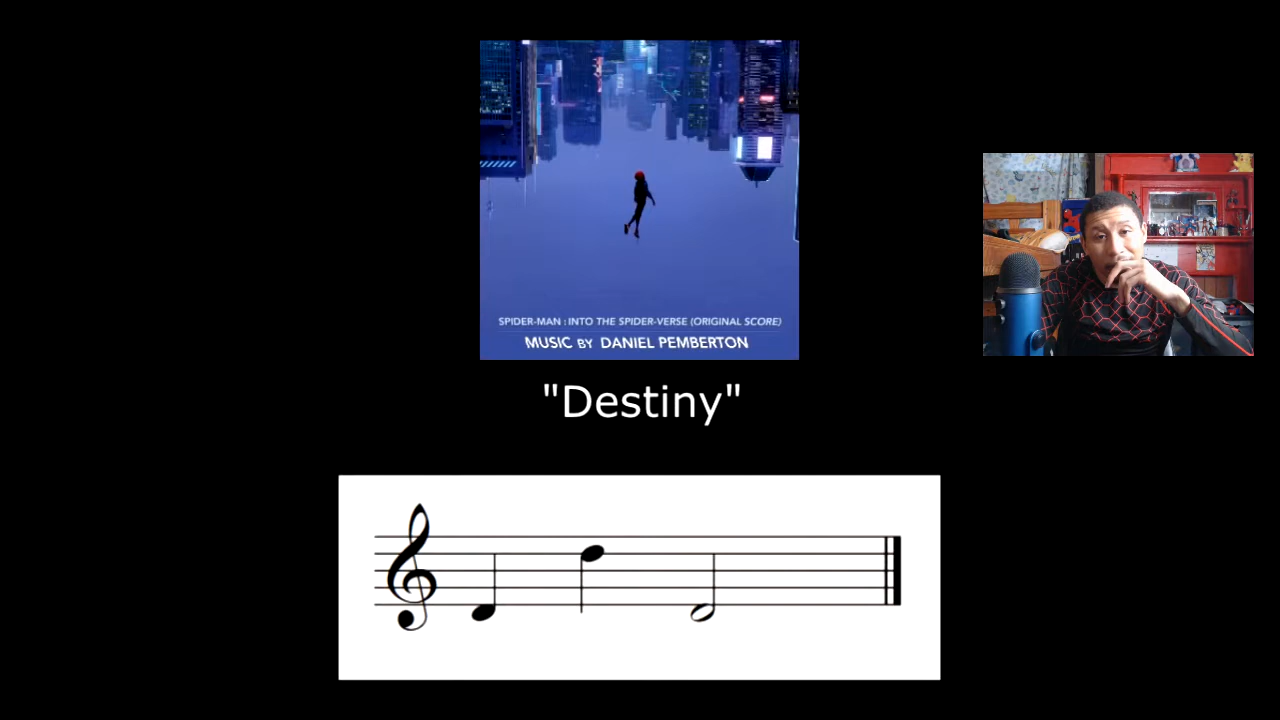 SPIDER-MAN : INTO THE SPIDER-VERSE (ORIGINAL SCORE)
MUSIC BY DANIEL PEMBERTON
"Destiny"